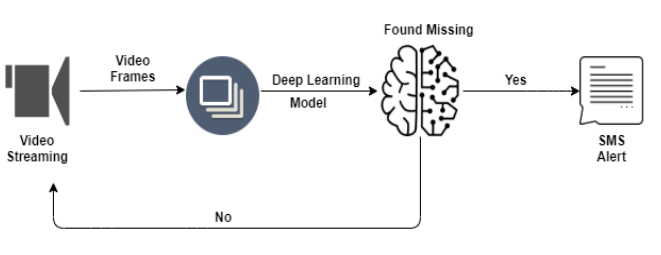 Found Missing
Video
Frames
Deep Learning
Model
Yes
Video
Streaming
SMS
Alert
No